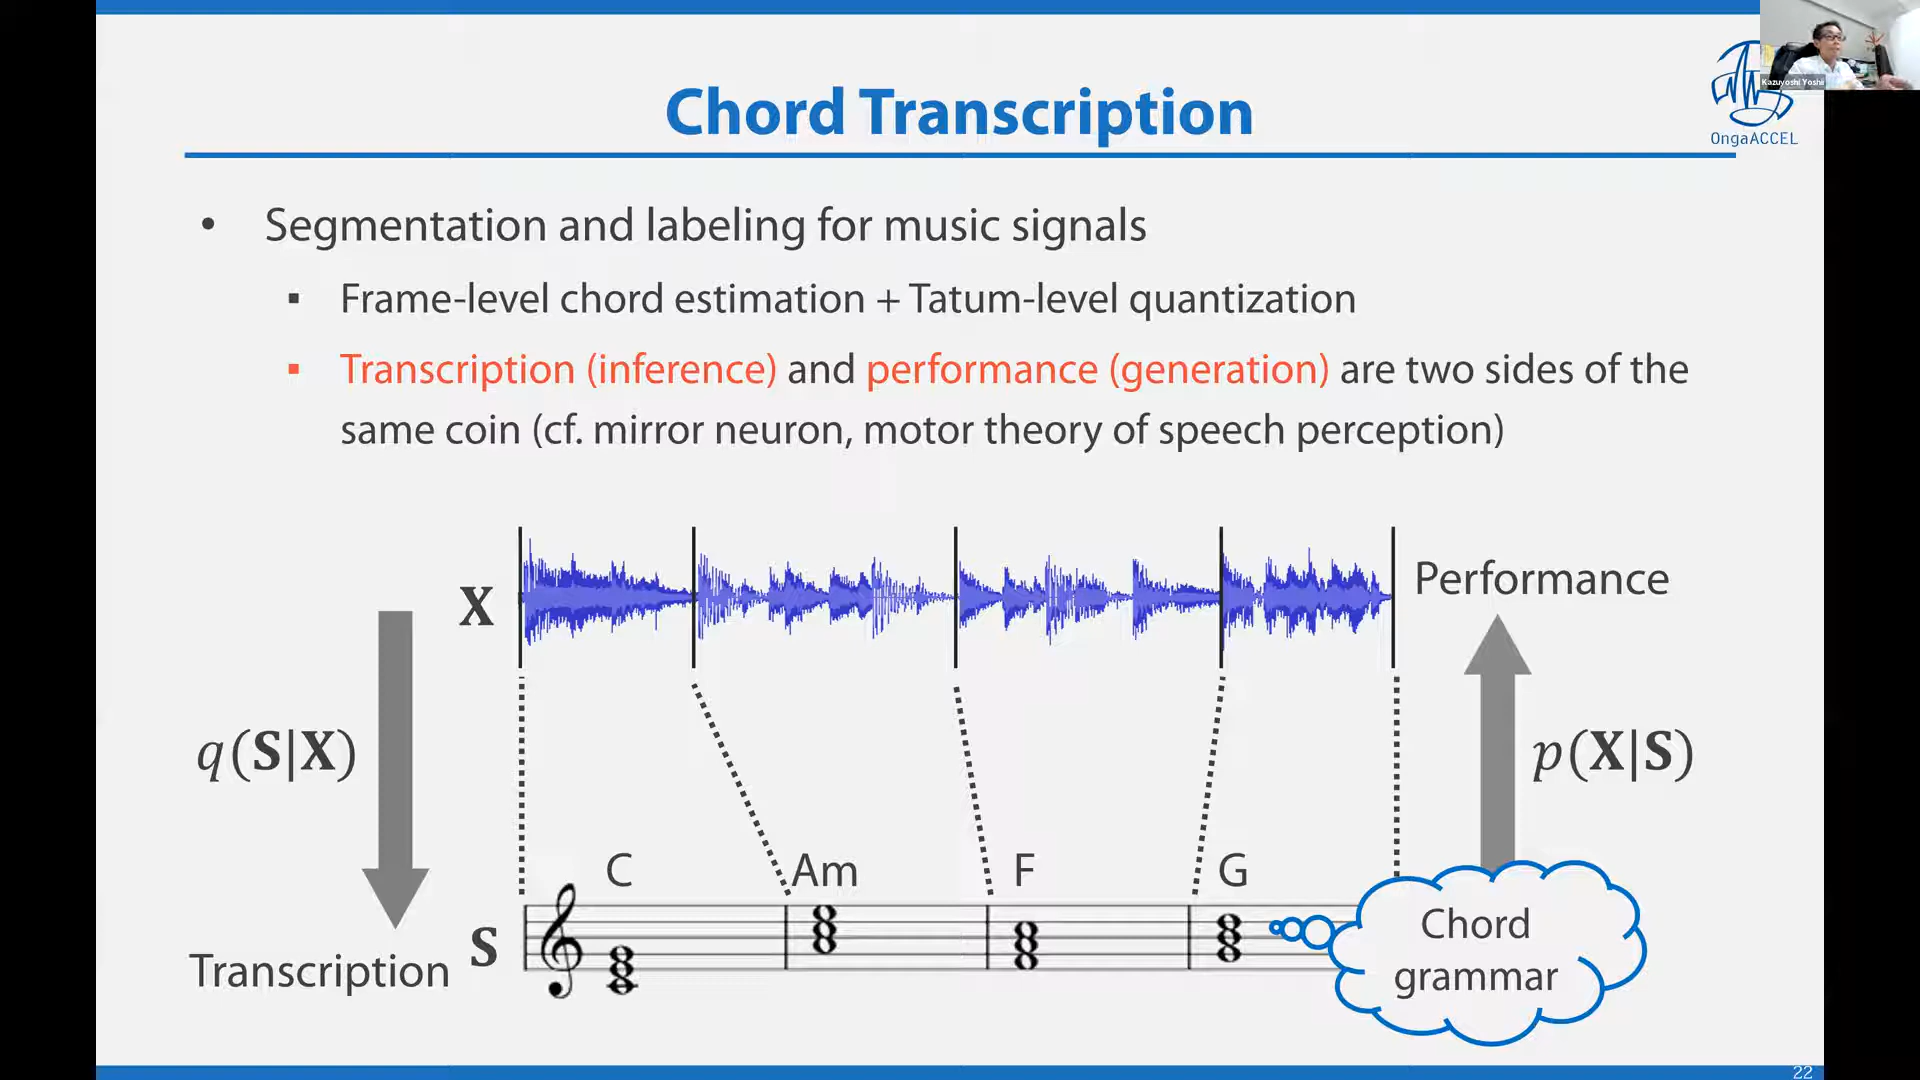 Chord Transcription
OngaACCEL
Kazuyoshi Yoshii
• Segmentation and labeling for music signals
▪ Frame-level chord estimation + Tatum-level quantization
▪ Transcription (inference) and performance (generation) are two sides of the
same coin (cf. mirror neuron, motor theory of speech perception)
X
Performance
q(S|X)
p(X|S)
C Am F G
S
Transcription
Chord
grammar
22